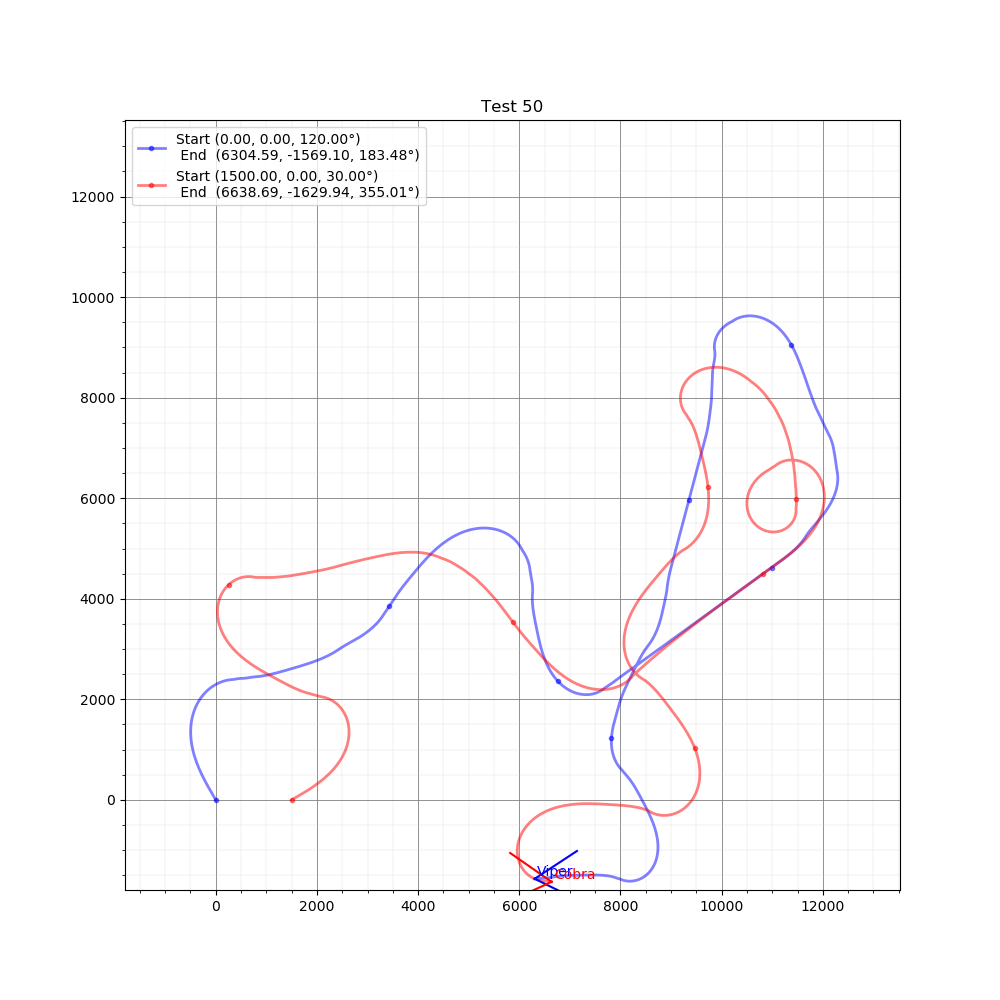 Test 50
Start (0.00, 0.00, 120.00°)
End (6304.59, -1569.10, 183.48°)
Start (1500.00, 0.00, 30.00°)
End (6638.69, -1629.94, 355.01°)
12000
10000
8000
6000
4000
2000
0
Viper
Cobra
0 2000 4000 6000 8000 10000 12000